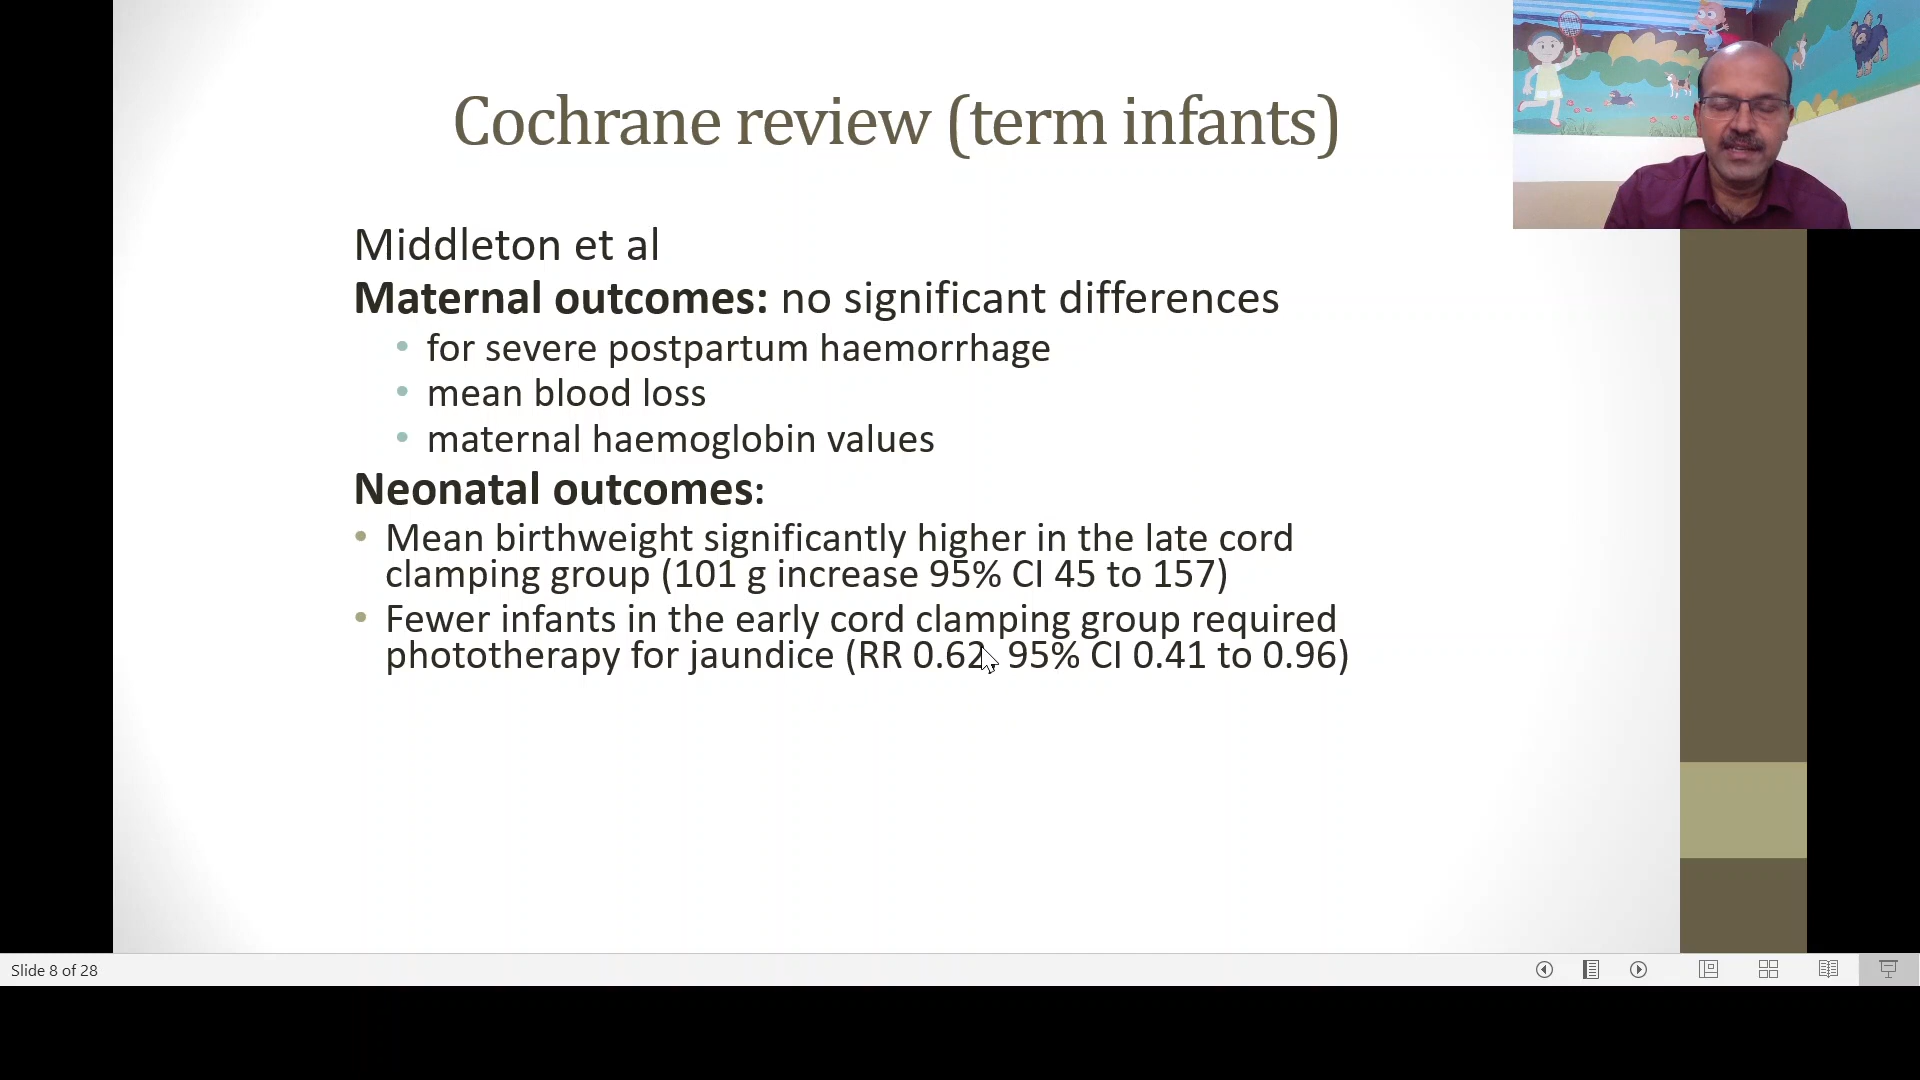 Cochrane review (term infants)
Middleton et al
Maternal outcomes: no significant differences
• for severe postpartum haemorrhage
• mean blood loss
• maternal haemoglobin values
Neonatal outcomes:
• Mean birthweight significantly higher in the late cord
clamping group (101 g increase 95% CI 45 to 157)
• Fewer infants in the early cord clamping group required
phototherapy for jaundice (RR 0.62, 95% CI 0.41 to 0.96)
Slide 8 of 28